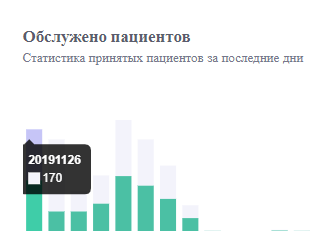 Обслужено пациентов
Статистика принятых пациентов за последние дни
20191126
170